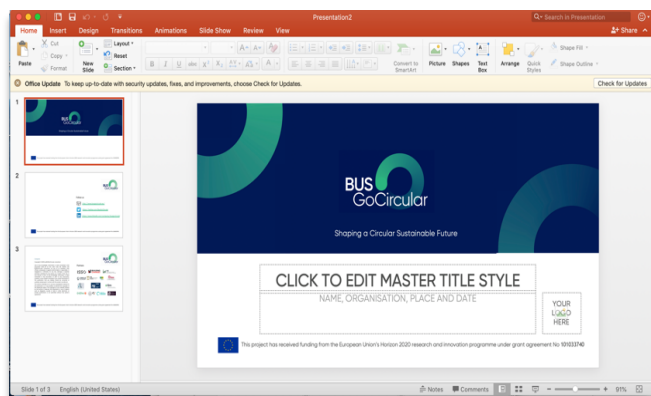 Presentation2
Search in Presentation
Home Insert Design Transitions Animations Slide Show Review View
Share
Paste
Cut
Copy
Format
New Slide
Layout
Reset
Section
Convert to SmartArt
Picture
Shapes
Text Box
Arrange
Quick Styles
Shape Fill
Shape Outline
Office Update To keep up-to-date with security updates, fixes, and improvements, choose Check for Updates.
Check for Updates
1
2
3
BUS
GoCircular
Shaping a Circular Sustainable Future
CLICK TO EDIT MASTER TITLE STYLE
NAME, ORGANISATION, PLACE AND DATE
YOUR
LOGO
HERE
This project has received funding from the European Union's Horizon 2020 research and innovation programme under grant agreement No 101033740
Slide 1 of 3 English (United States)
Notes Comments 91%